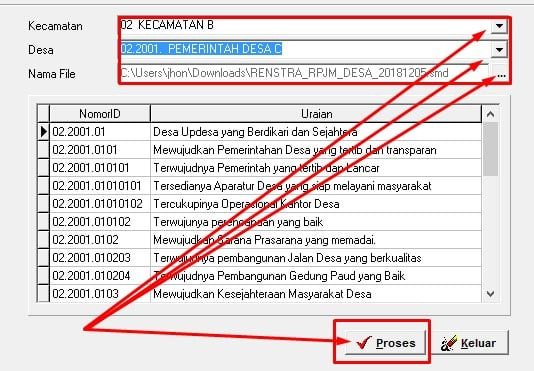 Kecamatan 02 KECAMATAN B
Desa 02.2001. PEMERINTAH DESA C
Nama File C:\Users\jhon\Downloads\RENSTRA_RPJM_DESA_20181205.smd ...
NomorID Uraian
02.2001.01 Desa Updesa yang Berdikari dan Sejahtera
02.2001.0101 Mewujudkan Pemerintahan Desa yang tertib dan transparan
02.2001.010101 Terwujudnya Pemerintah yang tertib dan Lancar
02.2001.01010101 Tersedianya Aparatur Desa yang siap melayani masyarakat
02.2001.01010102 Tercukupinya Operasional Kantor Desa
02.2001.010102 Terwujunya perencanaan yang baik
02.2001.0102 Mewujudkan Sarana Prasarana yang memadai.
02.2001.010203 Terwujudnya pembangunan Jalan Desa yang berkualitas
02.2001.010204 Terwujudnya Pembangunan Gedung Paud yang Baik
02.2001.0103 Mewujudkan Kesejahteraan Masyarakat Desa
Proses Keluar